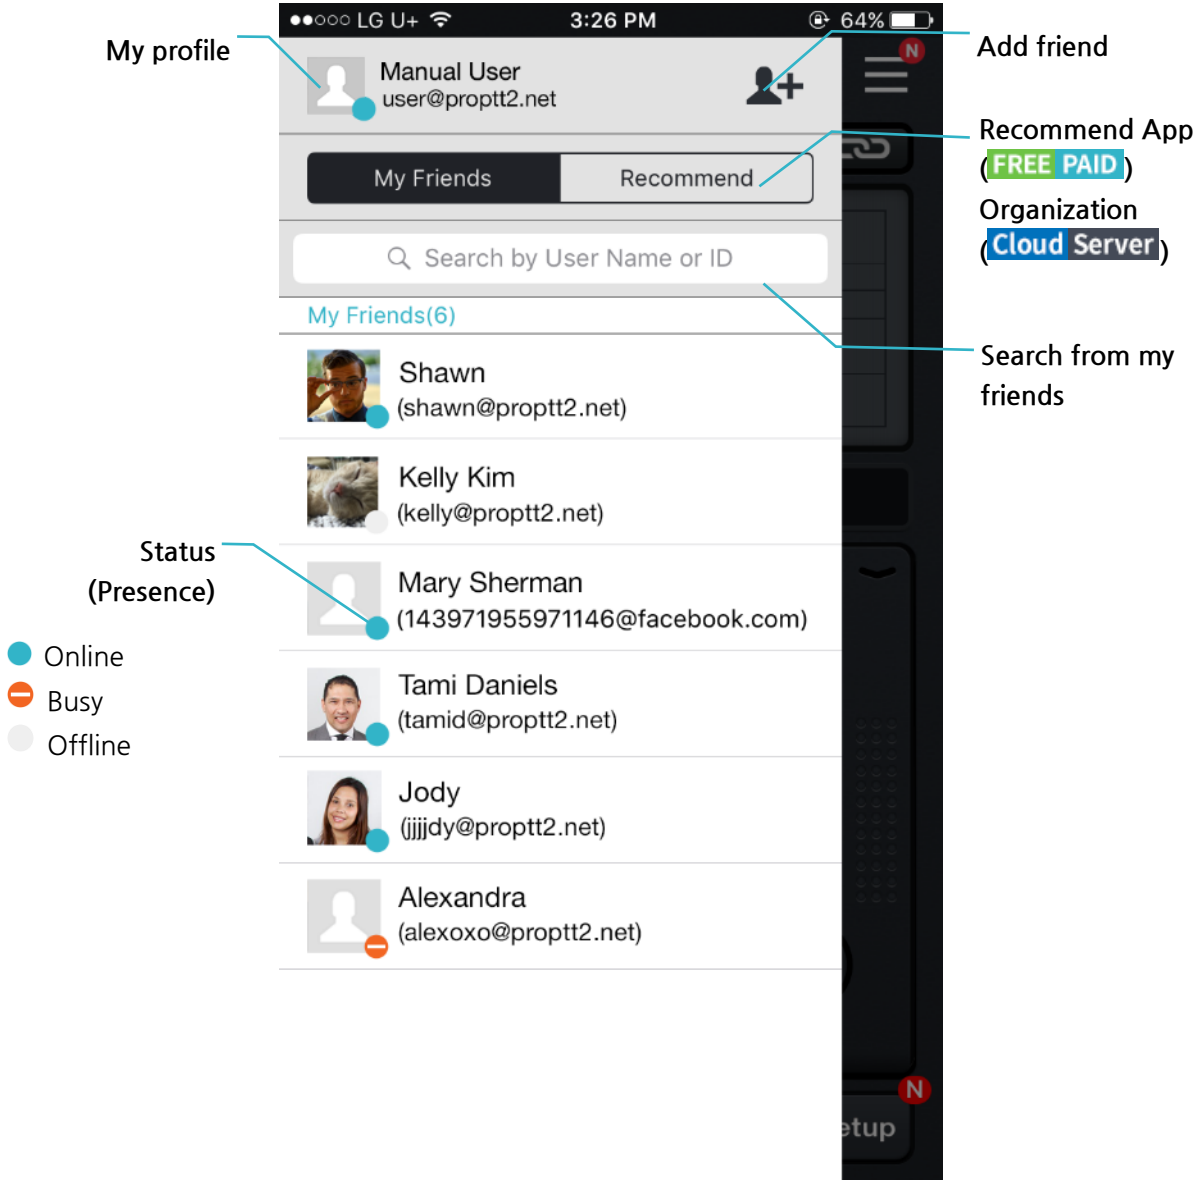 LG U+ 3:26 PM 64%
My profile
Add friend
Manual User
user@proptt2.net
N
Recommend App
(FREE PAID)
My Friends Recommend
Organization
(Cloud Server)
Search by User Name or ID
My Friends(6)
Search from my
friends
Shawn
(shawn@proptt2.net)
Kelly Kim
(kelly@proptt2.net)
Status
(Presence)
Online
Busy
Offline
Mary Sherman
(143971955971146@facebook.com)
Tami Daniels
(tamid@proptt2.net)
Jody
(jjjjdy@proptt2.net)
Alexandra
(alexoxo@proptt2.net)
N
etup